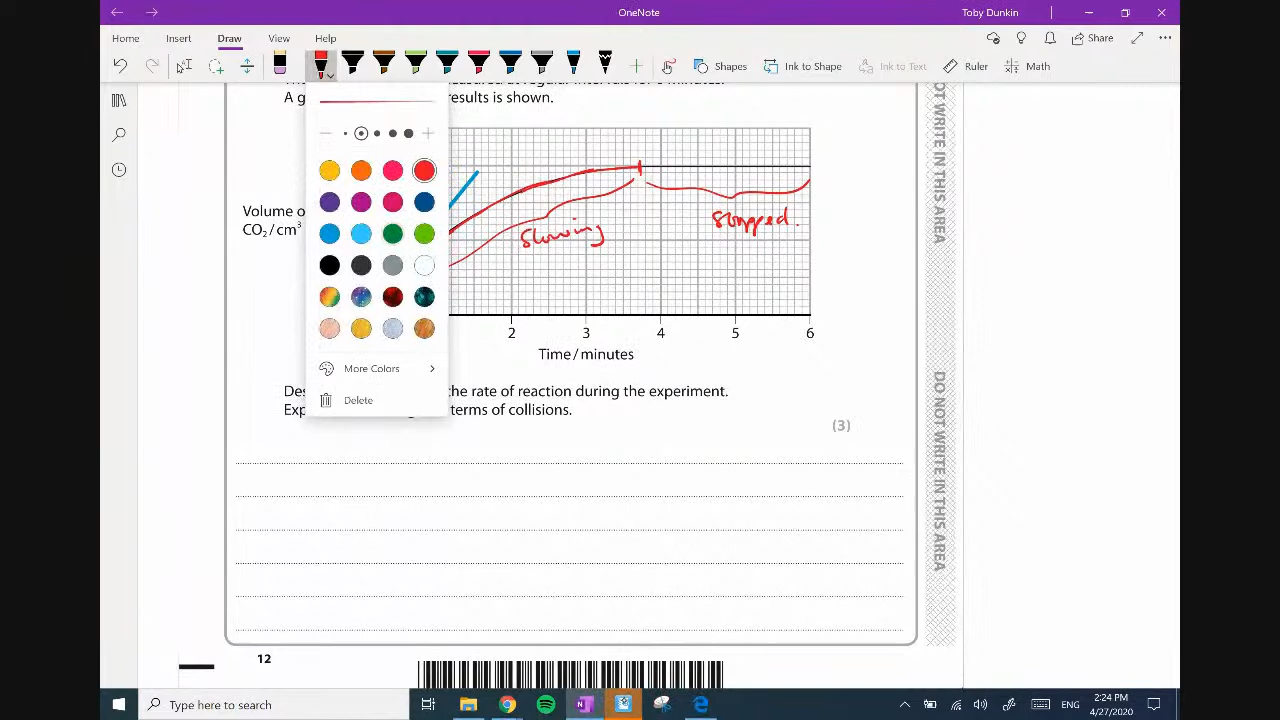 OneNote
Toby Dunkin
Home Insert Draw View Help
Share
Shapes
Ink to Shape
Ink to Text
Ruler
Math
A g
results is shown.
Volume o
CO₂/cm³
slowing
stopped.
2 3 4 5 6
Time/minutes
More Colors
Delete
Des
the rate of reaction during the experiment.
Exp
terms of collisions.
(3)
OT WRITE IN THIS AREA
DO NOT WRITE IN THIS AREA
12
Type here to search
ENG
2:24 PM
4/27/2020